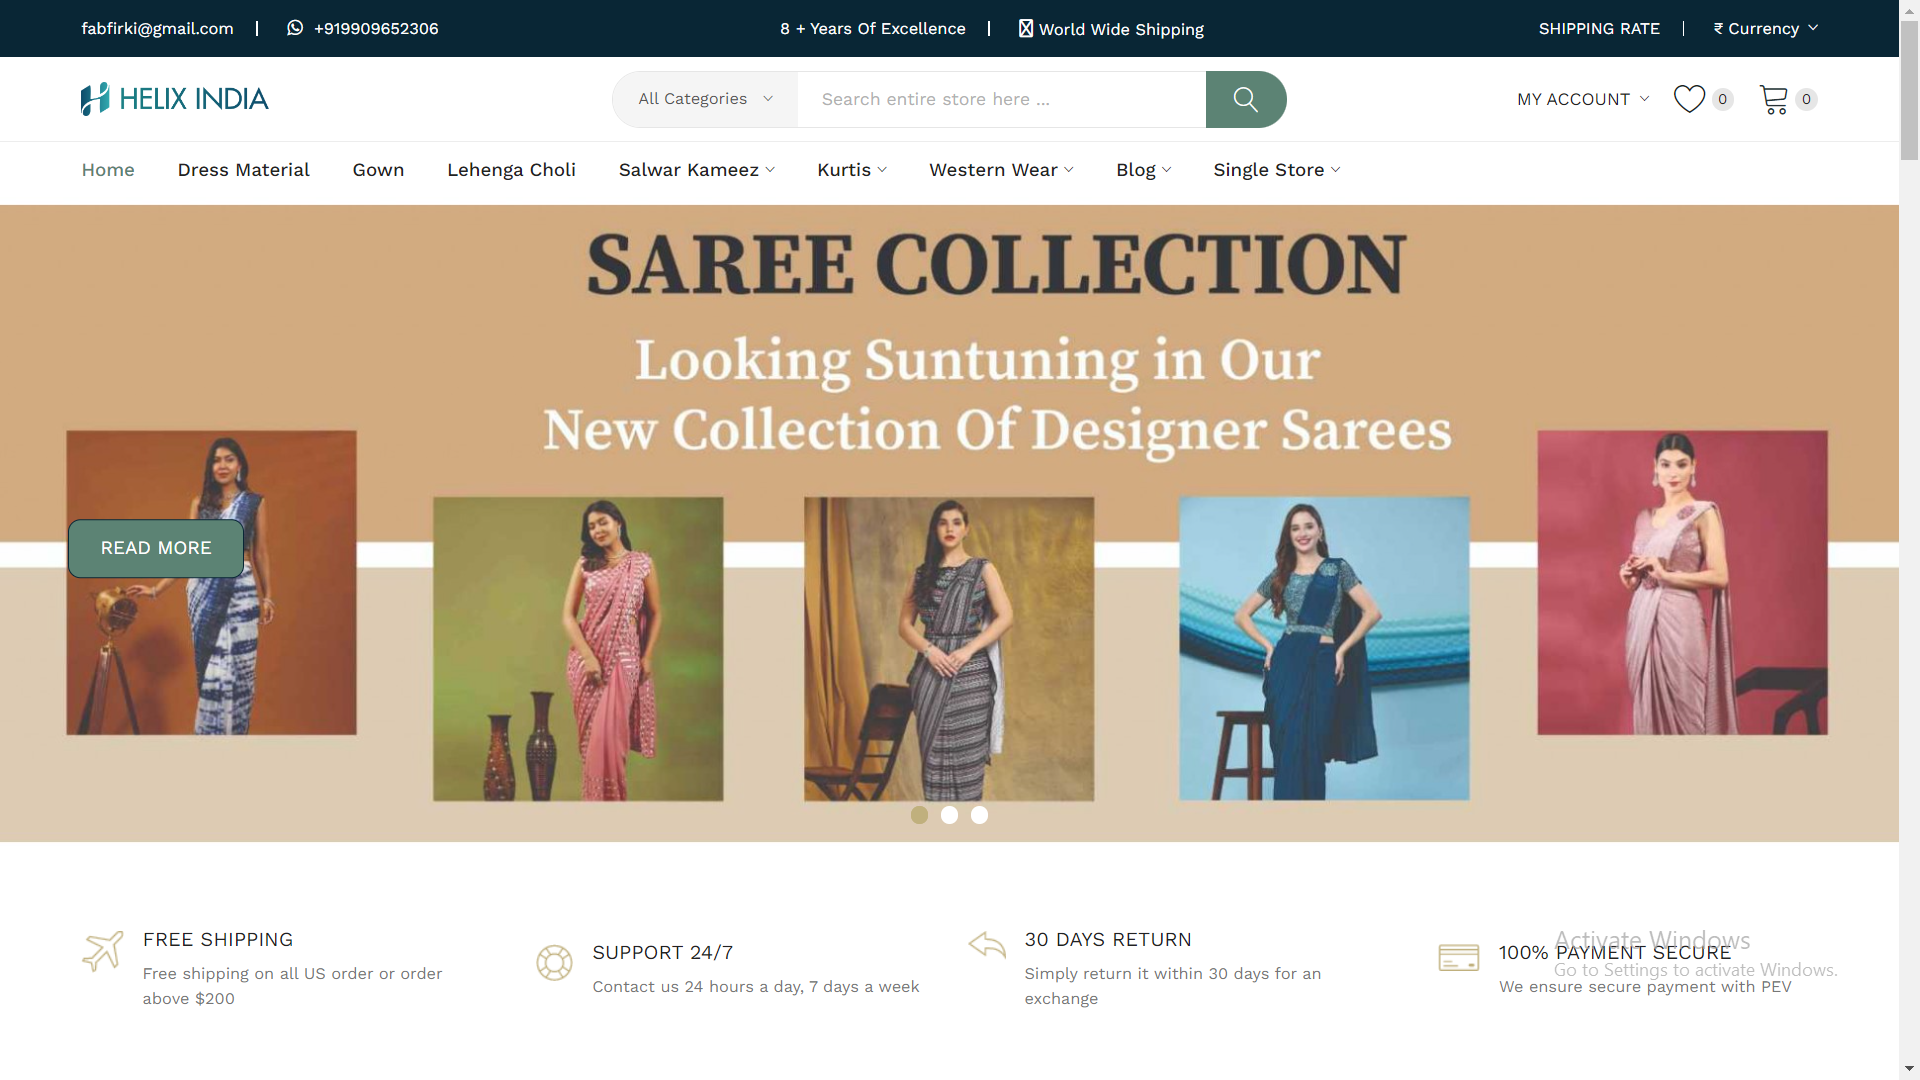 fabfirki@gmail.com
+919909652306
8 + Years Of Excellence
World Wide Shipping
SHIPPING RATE
₹ Currency
HELIX INDIA
All Categories
Search entire store here ...
MY ACCOUNT
0
0
Home
Dress Material
Gown
Lehenga Choli
Salwar Kameez
Kurtis
Western Wear
Blog
Single Store
SAREE COLLECTION
Looking Suntuning in Our
New Collection Of Designer Sarees
READ MORE
FREE SHIPPING
Free shipping on all US order or order
above $200
SUPPORT 24/7
Contact us 24 hours a day, 7 days a week
30 DAYS RETURN
Simply return it within 30 days for an
exchange
100% PAYMENT SECURE
We ensure secure payment with PEV
Activate Windows
Go to Settings to activate Windows.